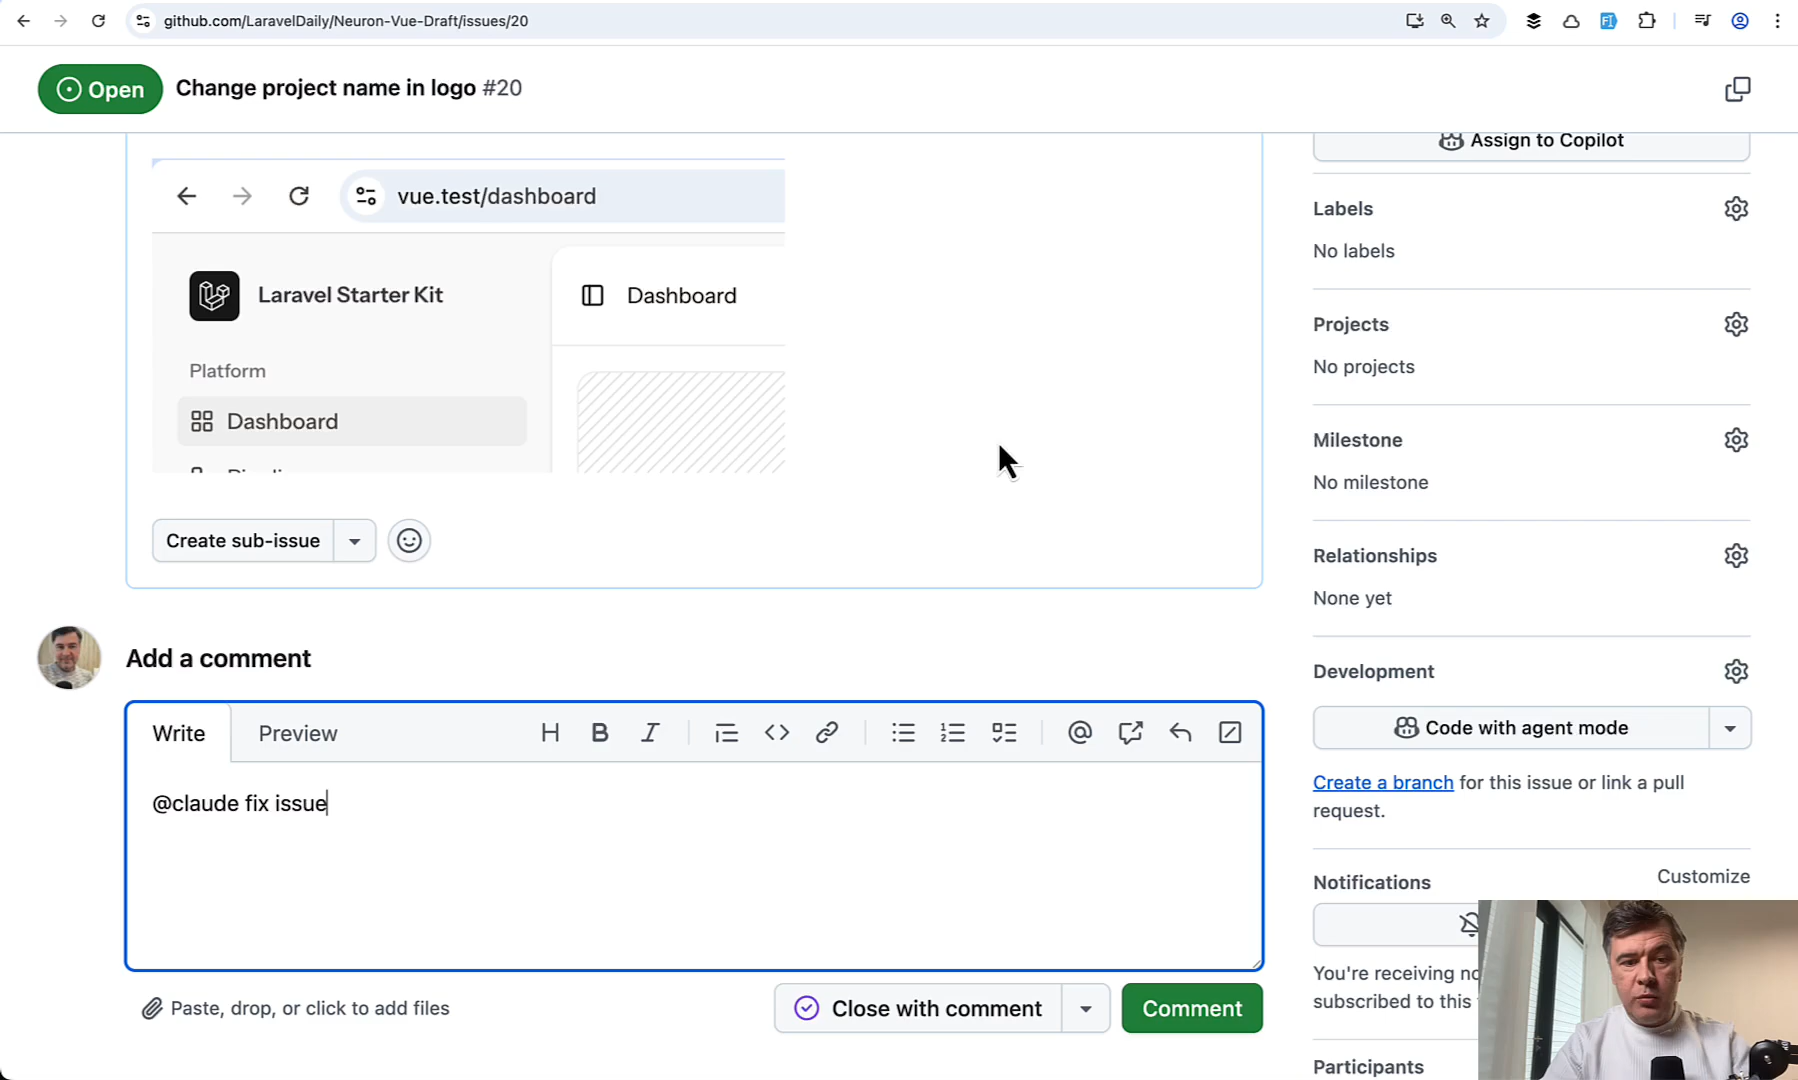 github.com/LaravelDaily/Neuron-Vue-Draft/issues/20
Open
Change project name in logo #20
Assign to Copilot
vue.test/dashboard
Laravel Starter Kit
Dashboard
Platform
Dashboard
Create sub-issue
Labels
No labels
Projects
No projects
Milestone
No milestone
Relationships
None yet
Development
Code with agent mode
Create a branch for this issue or link a pull
request.
Notifications
Customize
You're receiving
subscribed to this
Participants
Add a comment
Write
Preview
@claude fix issue
Paste, drop, or click to add files
Close with comment
Comment